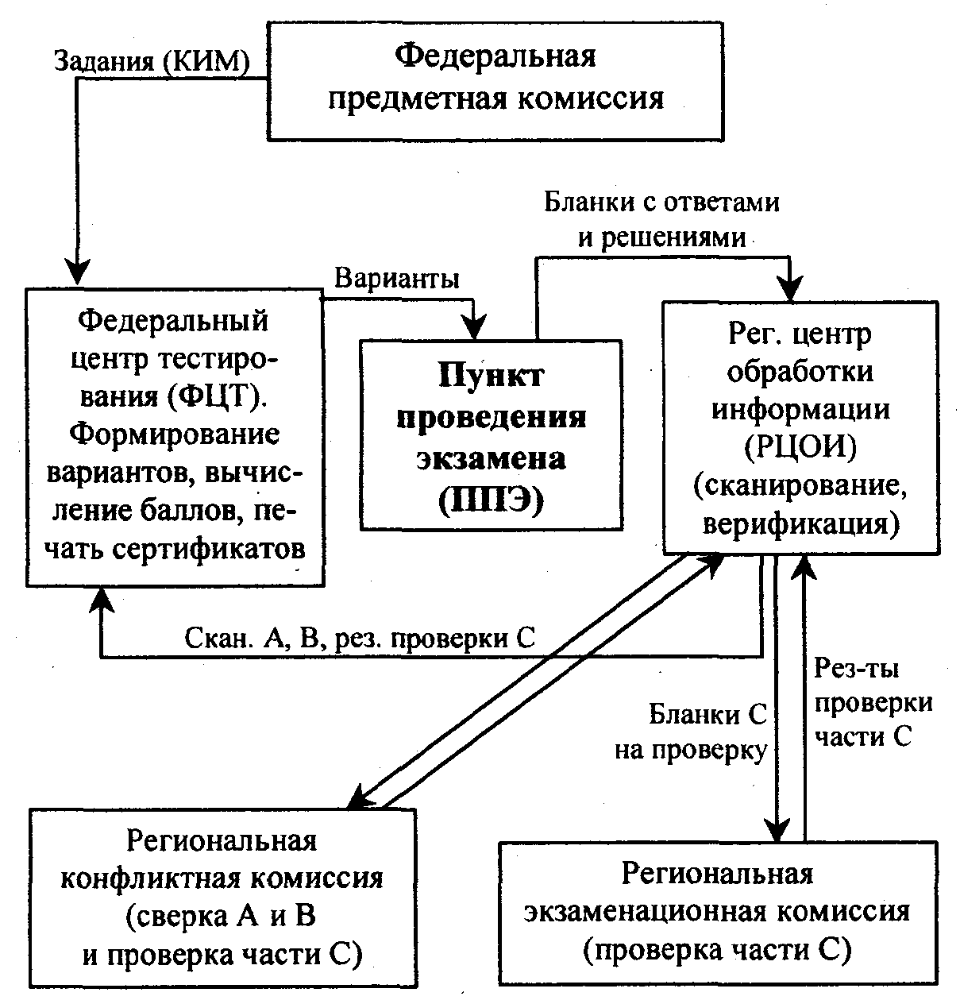 Задания (КИМ)
Федеральная
предметная комиссия
Бланки с ответами
и решениями
Варианты
Федеральный
центр тестиро-
вания (ФЦТ).
Формирование
вариантов, вычис-
ление баллов, пе-
чать сертификатов
Пункт
проведения
экзамена
(ППЭ)
Рег. центр
обработки
информации
(РЦОИ)
(сканирование,
верификация)
Скан. А, В, рез. проверки С
Бланки С
на проверку
Рез-ты
проверки
части С
Региональная
конфликтная комиссия
(сверка А и В
и проверка части С)
Региональная
экзаменационная комиссия
(проверка части С)